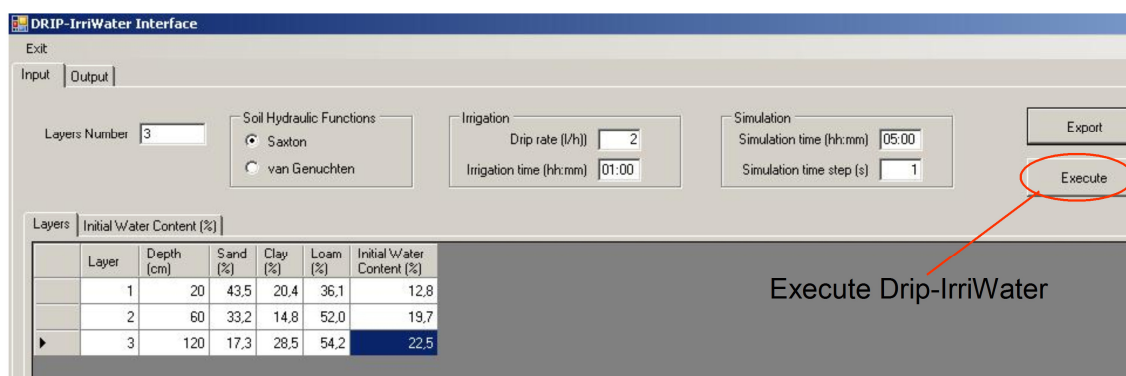 DRIP-IrriWater Interface
Exit
Input Output
Layers Number 3
Soil Hydraulic Functions
Saxton
van Genuchten
Irrigation
Drip rate (l/h)) 2
Irrigation time (hh:mm) 01:00
Simulation
Simulation time (hh:mm) 05:00
Simulation time step (s) 1
Export
Execute
Layers Initial Water Content (%)
Layer Depth (cm) Sand (%) Clay (%) Loam (%) Initial Water Content (%)
1 20 43,5 20,4 36,1 12,8
2 60 33,2 14,8 52,0 19,7
3 120 17,3 28,5 54,2 22,5
Execute Drip-IrriWater